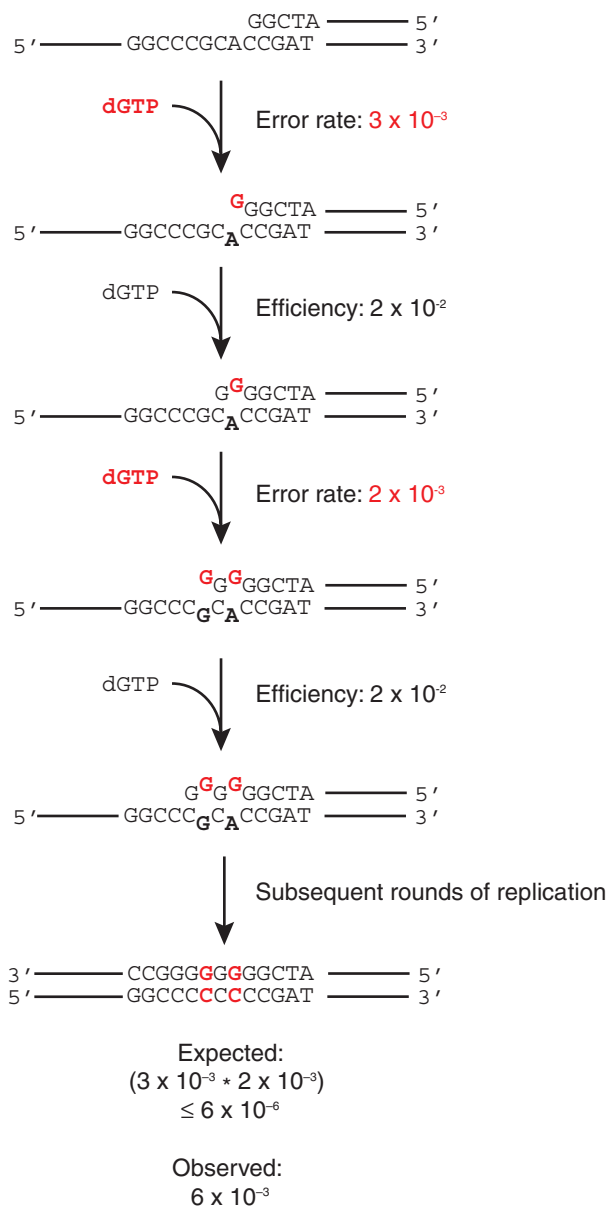 GGCTA 5′
5′ GGCCCGCACCGAT 3′
dGTP Error rate: 3 x 10⁻³
GGGCTA 5′
5′ GGCCCGCACCGAT 3′
dGTP Efficiency: 2 x 10⁻²
GGGGCTA 5′
5′ GGCCCGCACCGAT 3′
dGTP Error rate: 2 x 10⁻³
GGGGGCTA 5′
5′ GGCCCGCACCGAT 3′
dGTP Efficiency: 2 x 10⁻²
GGGGGGCTA 5′
5′ GGCCCGCACCGAT 3′
Subsequent rounds of replication
3′ CCGGGGGGGGCTA 5′
5′ GGCCCCCCCCGAT 3′
Expected:
(3 x 10⁻³ * 2 x 10⁻³)
≤ 6 x 10⁻⁶
Observed:
6 x 10⁻³